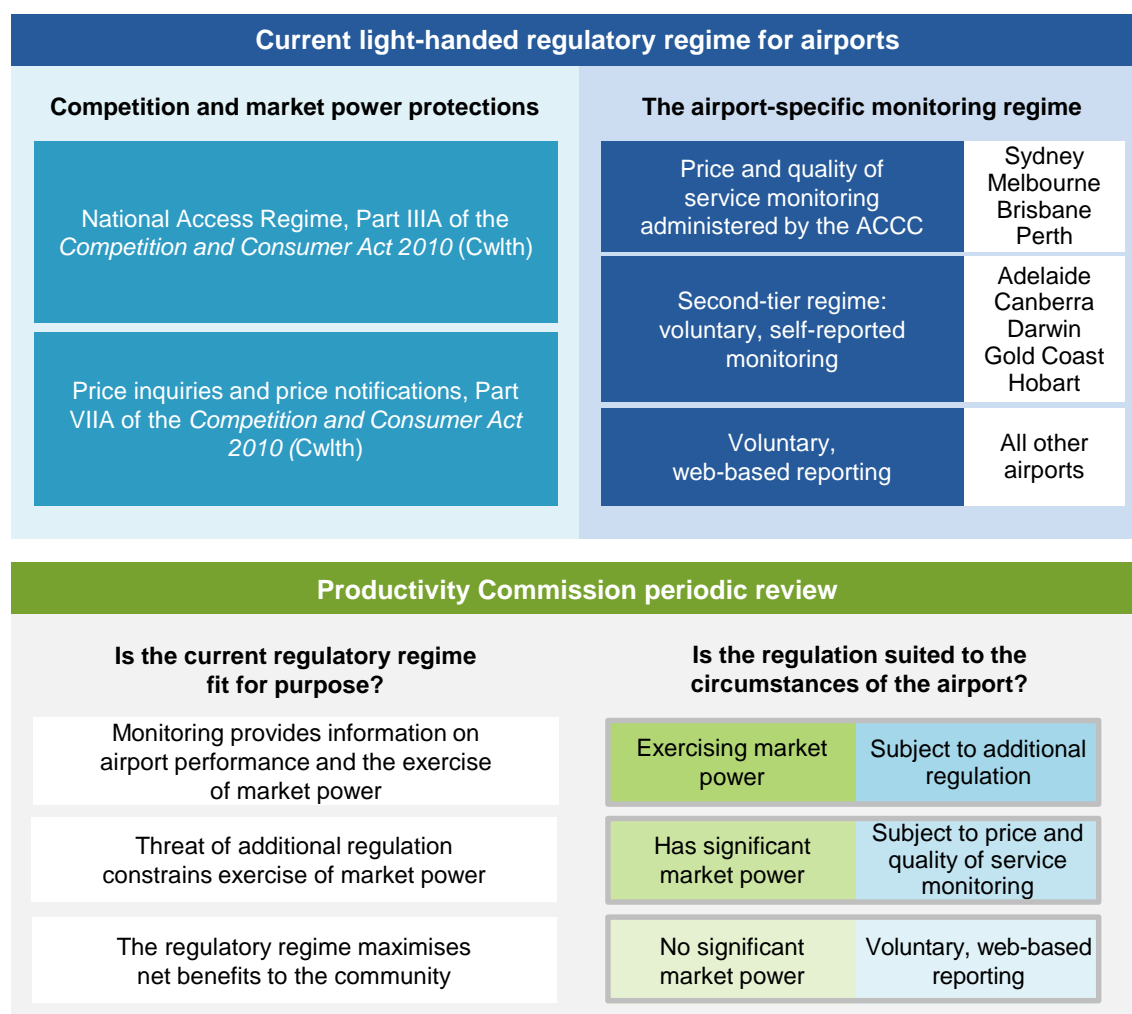 Current light-handed regulatory regime for airports
Competition and market power protections
National Access Regime, Part IIIA of the
Competition and Consumer Act 2010 (Cwlth)
Price inquiries and price notifications, Part
VIIA of the Competition and Consumer Act
2010 (Cwlth)
The airport-specific monitoring regime
Price and quality of
service monitoring
administered by the ACCC
Sydney
Melbourne
Brisbane
Perth
Second-tier regime:
voluntary, self-reported
monitoring
Adelaide
Canberra
Darwin
Gold Coast
Hobart
Voluntary,
web-based reporting
All other
airports
Productivity Commission periodic review
Is the current regulatory regime
fit for purpose?
Monitoring provides information on
airport performance and the exercise
of market power
Threat of additional regulation
constrains exercise of market power
The regulatory regime maximises
net benefits to the community
Is the regulation suited to the
circumstances of the airport?
Exercising market
power
Subject to additional
regulation
Has significant
market power
Subject to price and
quality of service
monitoring
No significant
market power
Voluntary, web-based
reporting